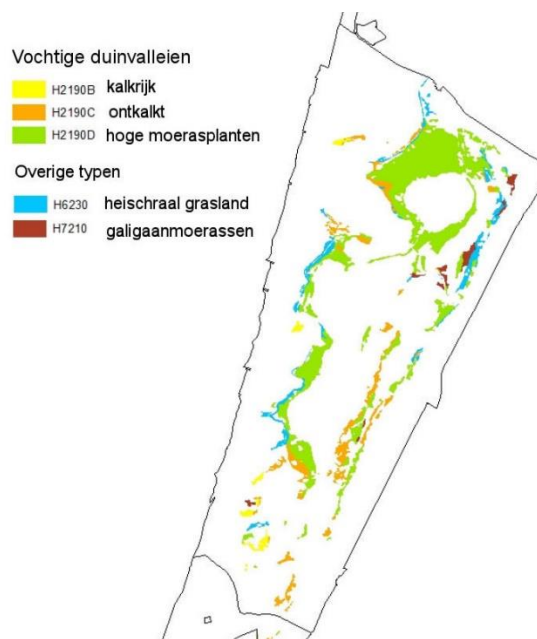 Vochtige duinvalleien
H2190B kalkrijk
H2190C ontkalkt
H2190D hoge moerasplanten
Overige typen
H6230 heischraal grasland
H7210 galigaanmoerassen